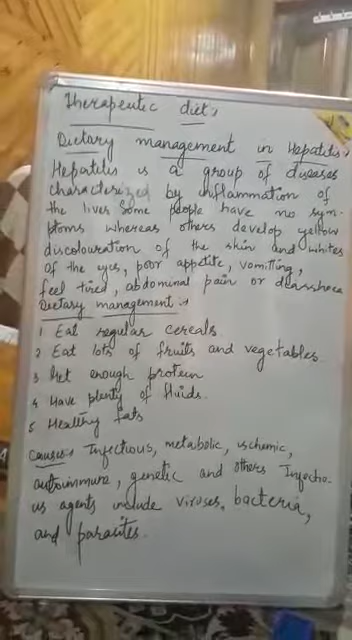 Therapeutic diet:
Dietary management in Hepatitis:
Hepatitis is a group of diseases
characterized by inflammation of
the liver Some people have no sym-
ptoms whereas others develop yellow
discolouration of the skin and whites
of the eyes, poor appetite, vomitting,
feel tired, abdominal pain or diarrhoea
Dietary management :
1 Eat regular cereals
2 Eat lots of fruits and vegetables
3 Get enough protein
4 Have plenty of fluids.
5 Healthy fats
Causes: Infectious, metabolic, ischemic,
autoimmune, genetic and others Infectio-
us agents include viruses, bacteria,
and parasites.